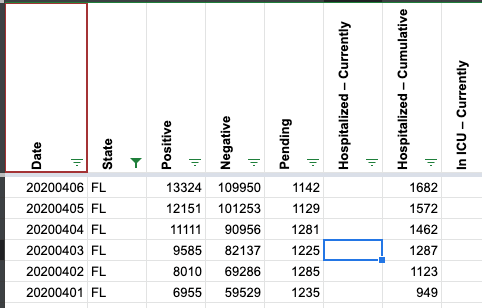 Date State Positive Negative Pending Hospitalized – Currently Hospitalized – Cumulative In ICU – Currently
20200406 FL 13324 109950 1142 1682
20200405 FL 12151 101253 1129 1572
20200404 FL 11111 90956 1281 1462
20200403 FL 9585 82137 1225 1287
20200402 FL 8010 69286 1285 1123
20200401 FL 6955 59529 1235 949